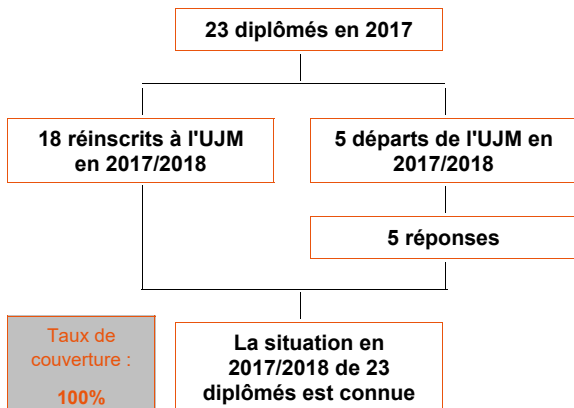 23 diplômés en 2017
18 réinscrits à l'UJM
en 2017/2018
5 départs de l'UJM en
2017/2018
5 réponses
Taux de
couverture :
100%
La situation en
2017/2018 de 23
diplômés est connue